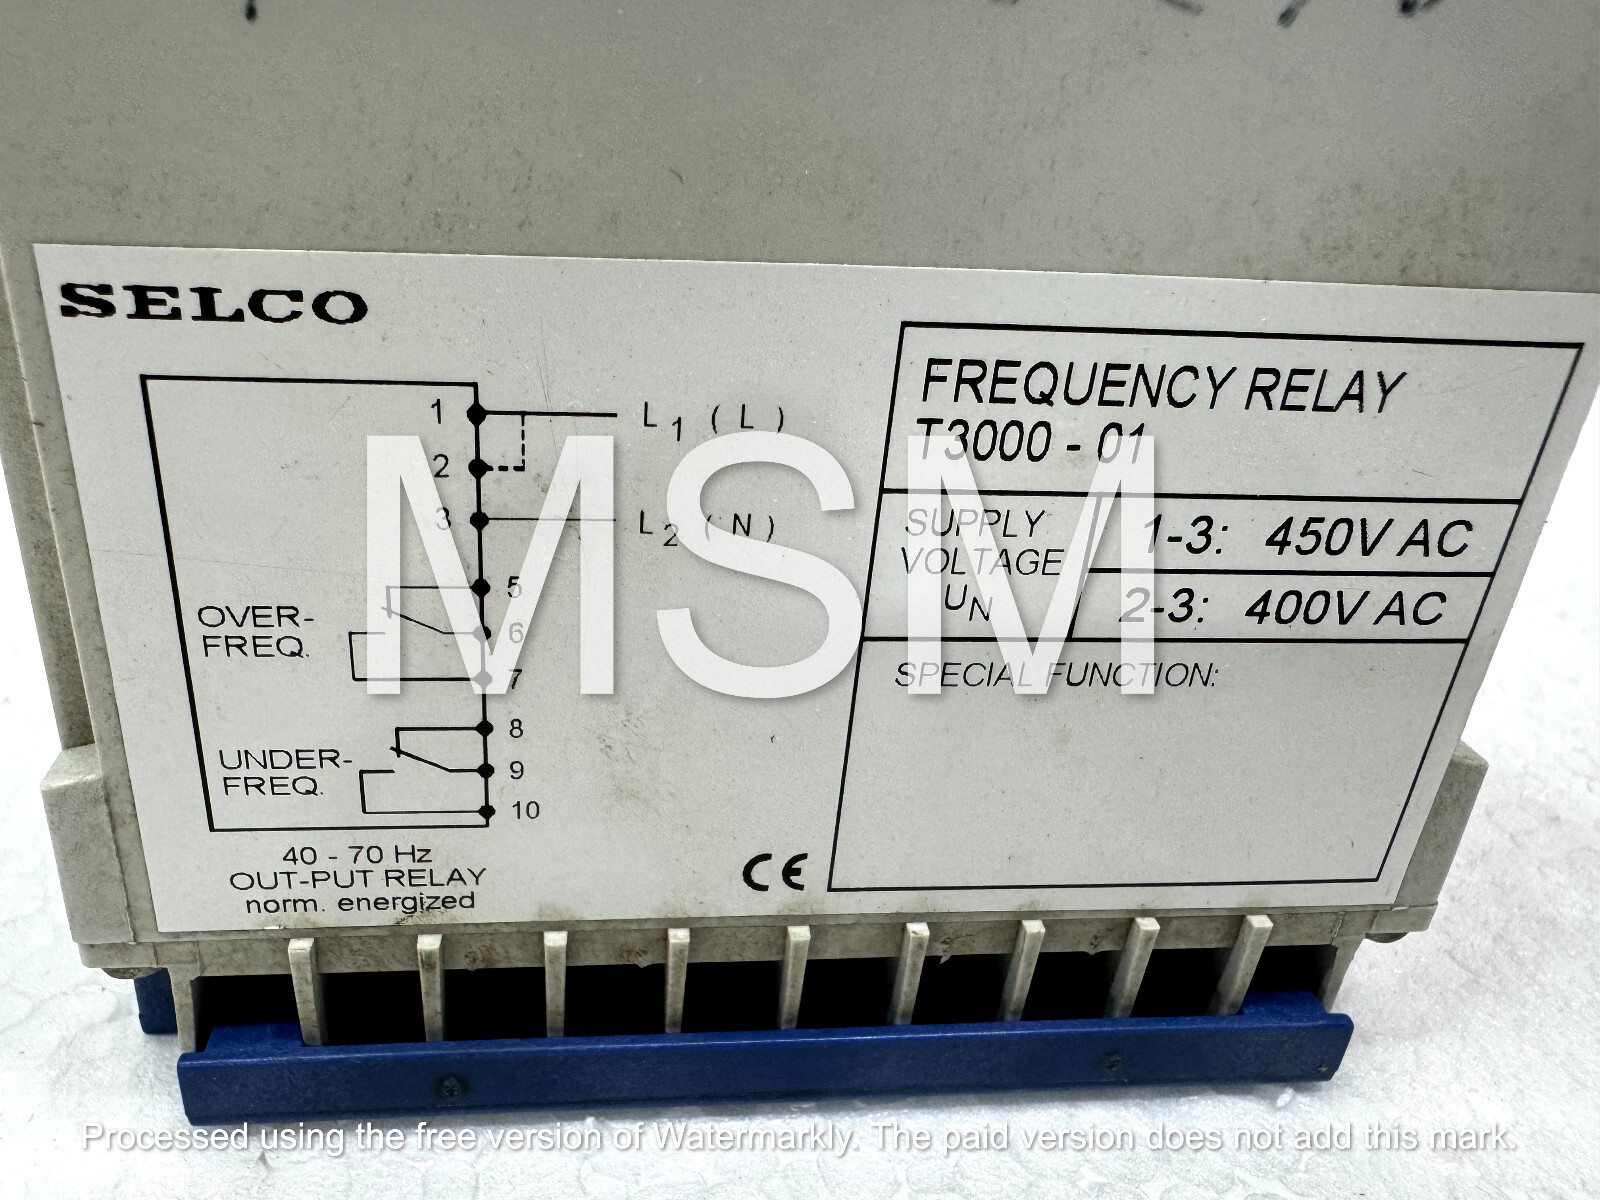 SELCO
1
L1 (L)
2
3
L2 (N)
5
OVER-
FREQ.
6
7
8
UNDER-
FREQ.
9
10
40 - 70 Hz
OUT-PUT RELAY
norm. energized
CE
FREQUENCY RELAY
T3000 - 01
SUPPLY
VOLTAGE
UN
1-3: 450V AC
2-3: 400V AC
SPECIAL FUNCTION:
MSM
Processed using the free version of Watermarkly. The paid version does not add this mark.